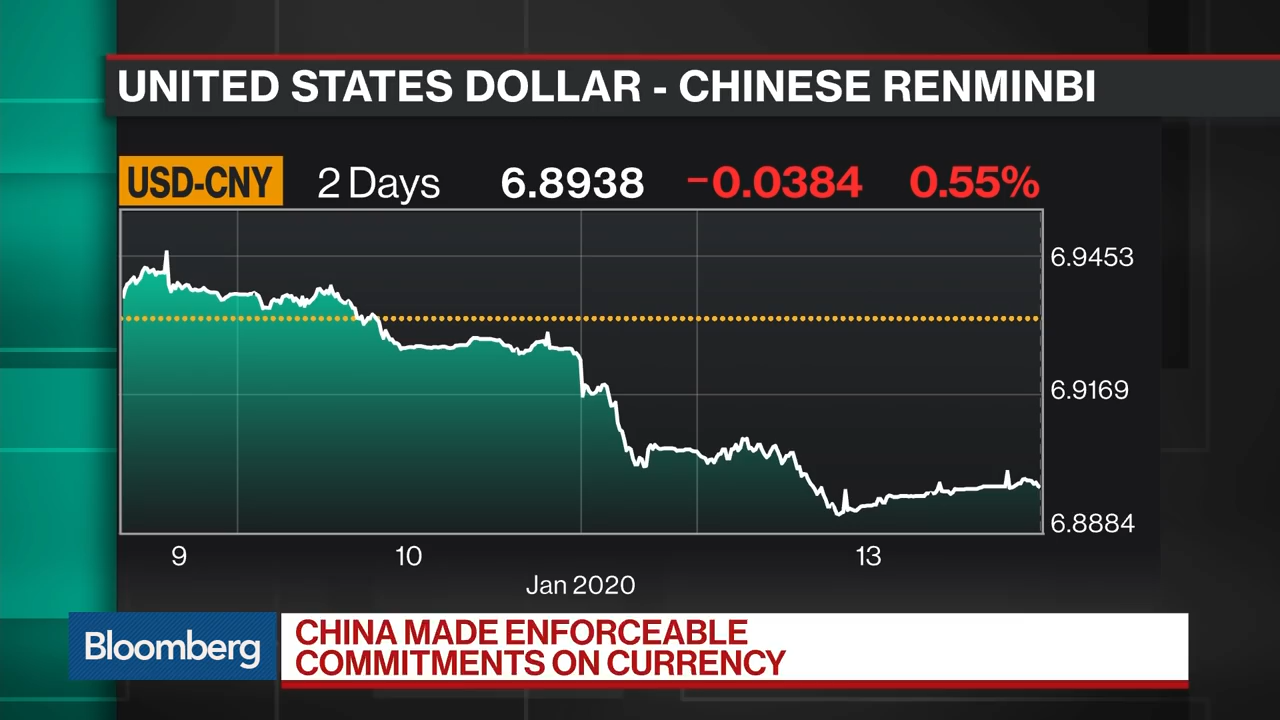 UNITED STATES DOLLAR - CHINESE RENMINBI
USD-CNY 2 Days 6.8938 −0.0384 0.55%
6.9453
6.9169
6.8884
9 10 13
Jan 2020
Bloomberg
CHINA MADE ENFORCEABLE
COMMITMENTS ON CURRENCY